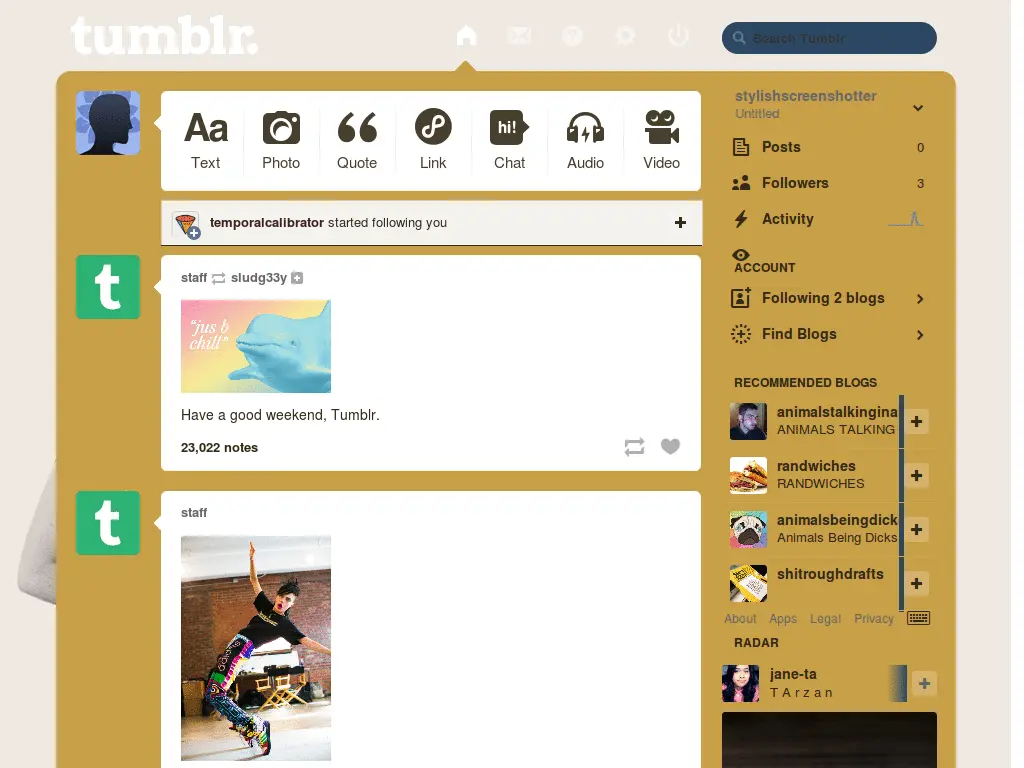 tumblr.
Search Tumblr
Aa
Text
Photo
Quote
Link
hi!
Chat
Audio
Video
temporalcalibrator started following you
staff sludg33y
"jus b
chill"
Have a good weekend, Tumblr.
23,022 notes
staff
stylishscreenshotter
Untitled
Posts 0
Followers 3
Activity
ACCOUNT
Following 2 blogs
Find Blogs
RECOMMENDED BLOGS
animalstalkingina
ANIMALS TALKING
randwiches
RANDWICHES
animalsbeingdick
Animals Being Dicks
shitroughdrafts
About Apps Legal Privacy
RADAR
jane-ta
T A r z a n